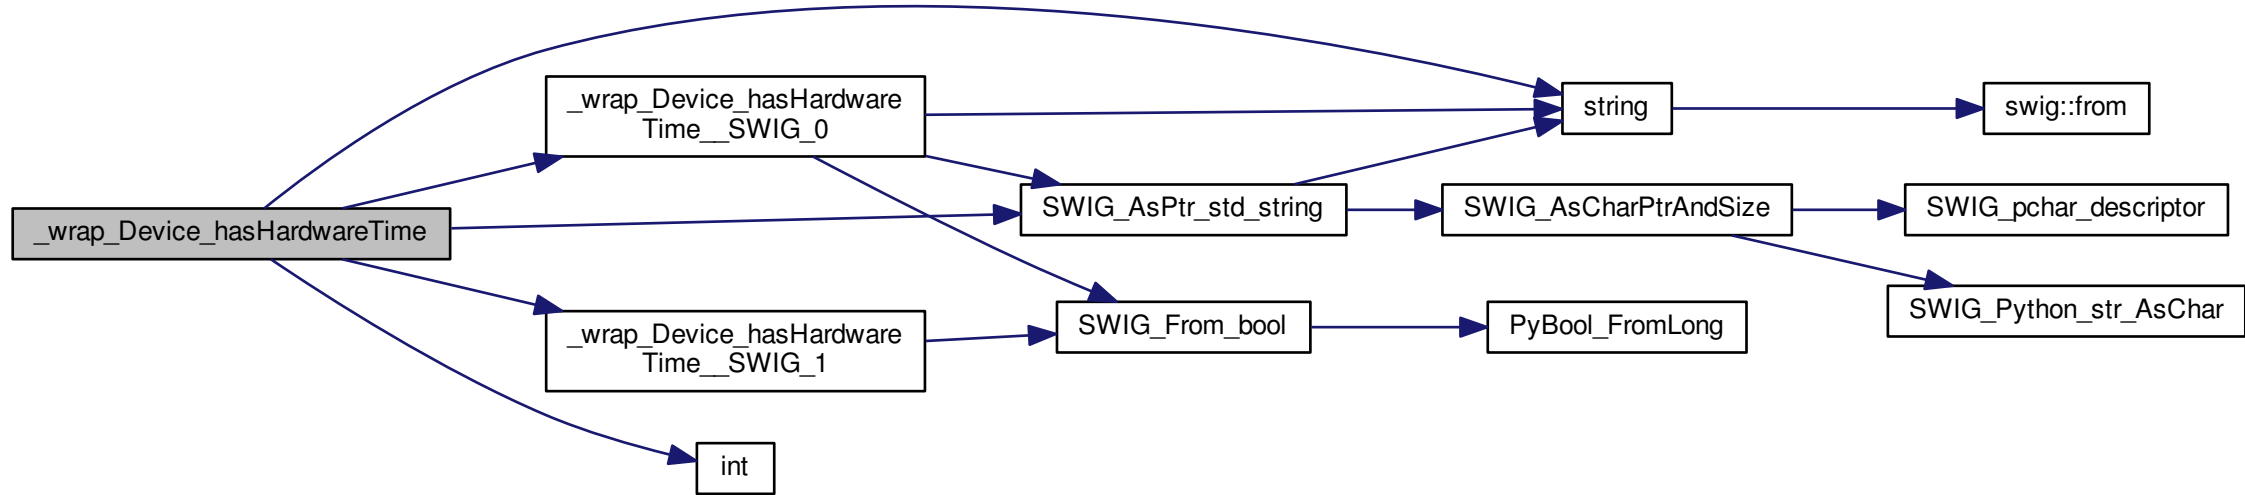 _wrap_Device_hasHardwareTime
_wrap_Device_hasHardware
Time__SWIG_0
_wrap_Device_hasHardware
Time__SWIG_1
int
SWIG_AsPtr_std_string
SWIG_From_bool
string
SWIG_AsCharPtrAndSize
PyBool_FromLong
swig::from
SWIG_pchar_descriptor
SWIG_Python_str_AsChar